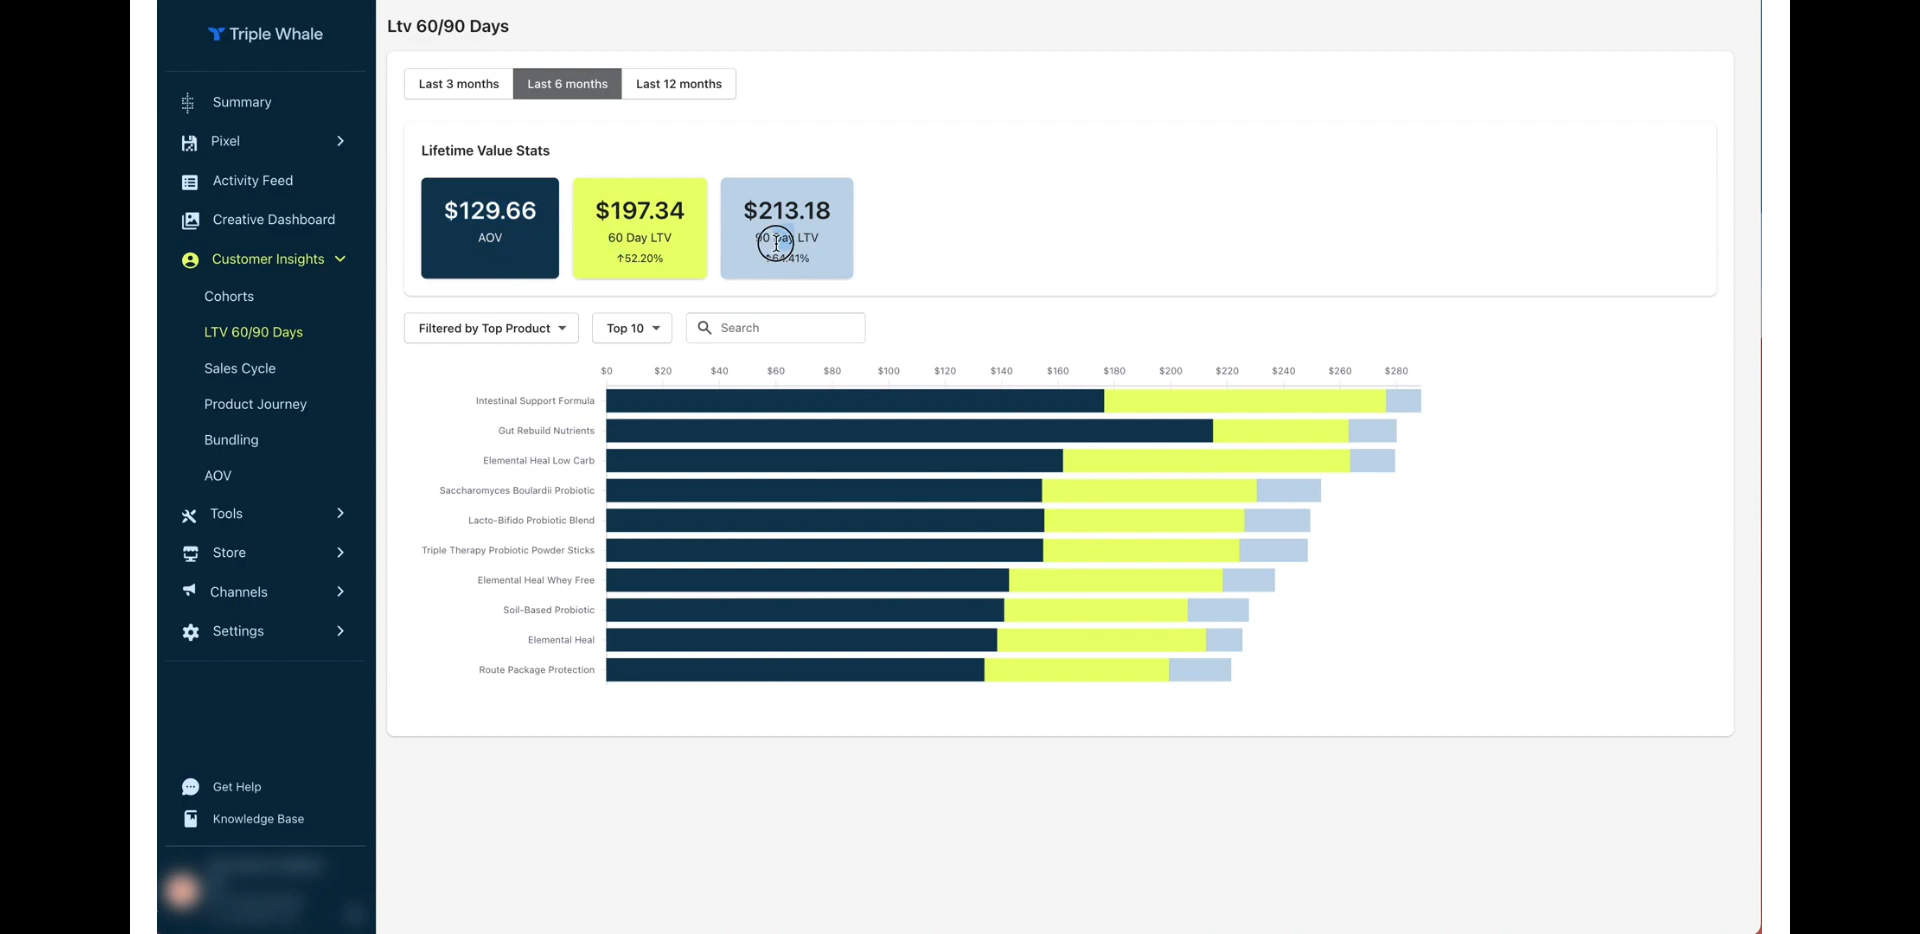 Triple Whale
Summary
Pixel
Activity Feed
Creative Dashboard
Customer Insights
Cohorts
LTV 60/90 Days
Sales Cycle
Product Journey
Bundling
AOV
Tools
Store
Channels
Settings
Get Help
Knowledge Base
Ltv 60/90 Days
Last 3 months
Last 6 months
Last 12 months
Lifetime Value Stats
$129.66
AOV
$197.34
60 Day LTV
↑52.20%
$213.18
90 Day LTV
↑64.41%
Filtered by Top Product
Top 10
Search
$0 $20 $40 $60 $80 $100 $120 $140 $160 $180 $200 $220 $240 $260 $280
Intestinal Support Formula
Gut Rebuild Nutrients
Elemental Heal Low Carb
Saccharomyces Boulardii Probiotic
Lacto-Bifido Probiotic Blend
Triple Therapy Probiotic Powder Sticks
Elemental Heal Whey Free
Soil-Based Probiotic
Elemental Heal
Route Package Protection